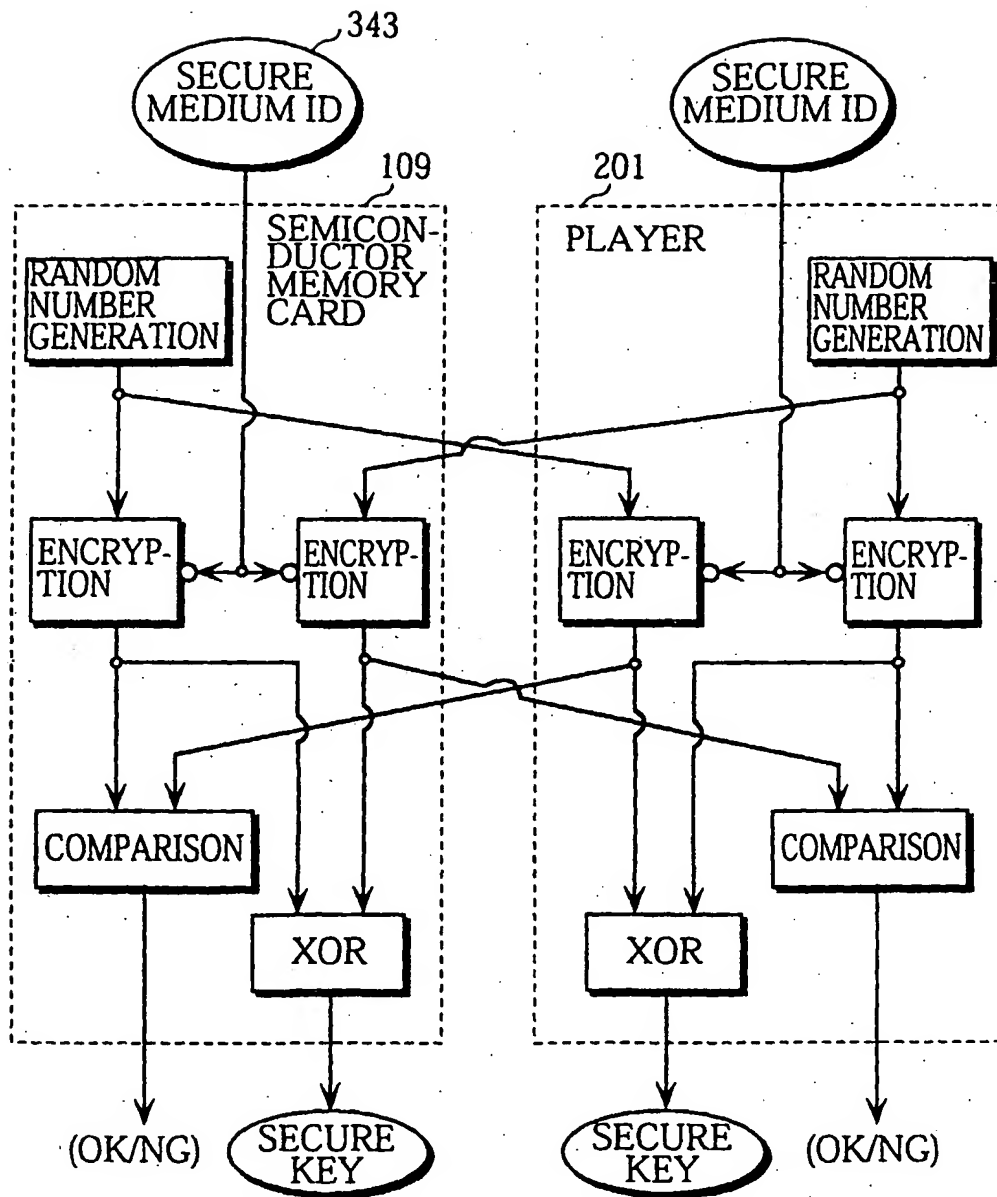 343
SECURE
MEDIUM ID
SECURE
MEDIUM ID
109
201
SEMICON-
DUCTOR
MEMORY
CARD
PLAYER
RANDOM
NUMBER
GENERATION
RANDOM
NUMBER
GENERATION
ENCRYP-
TION
ENCRYP-
TION
ENCRYP-
TION
ENCRYP-
TION
COMPARISON
COMPARISON
XOR
XOR
(OK/NG)
SECURE
KEY
SECURE
KEY
(OK/NG)